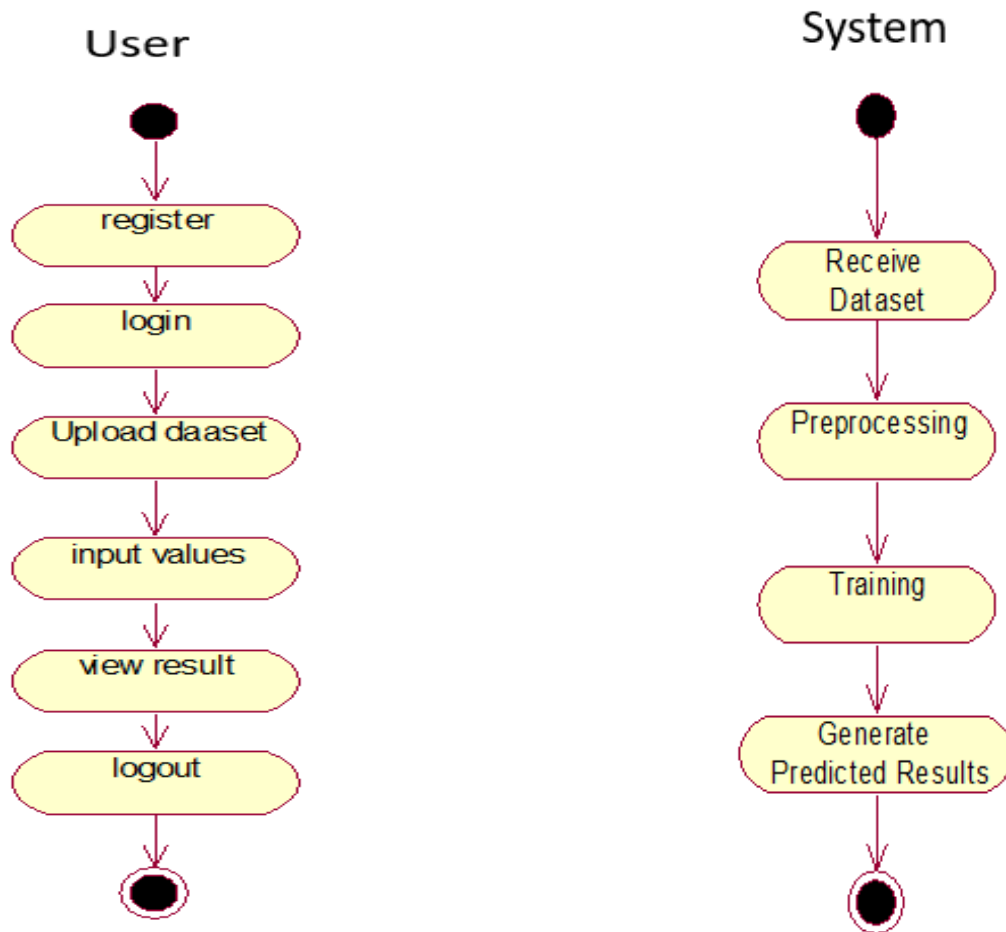 User
register
login
Upload daaset
input values
view result
logout
System
Receive
Dataset
Preprocessing
Training
Generate
Predicted Results